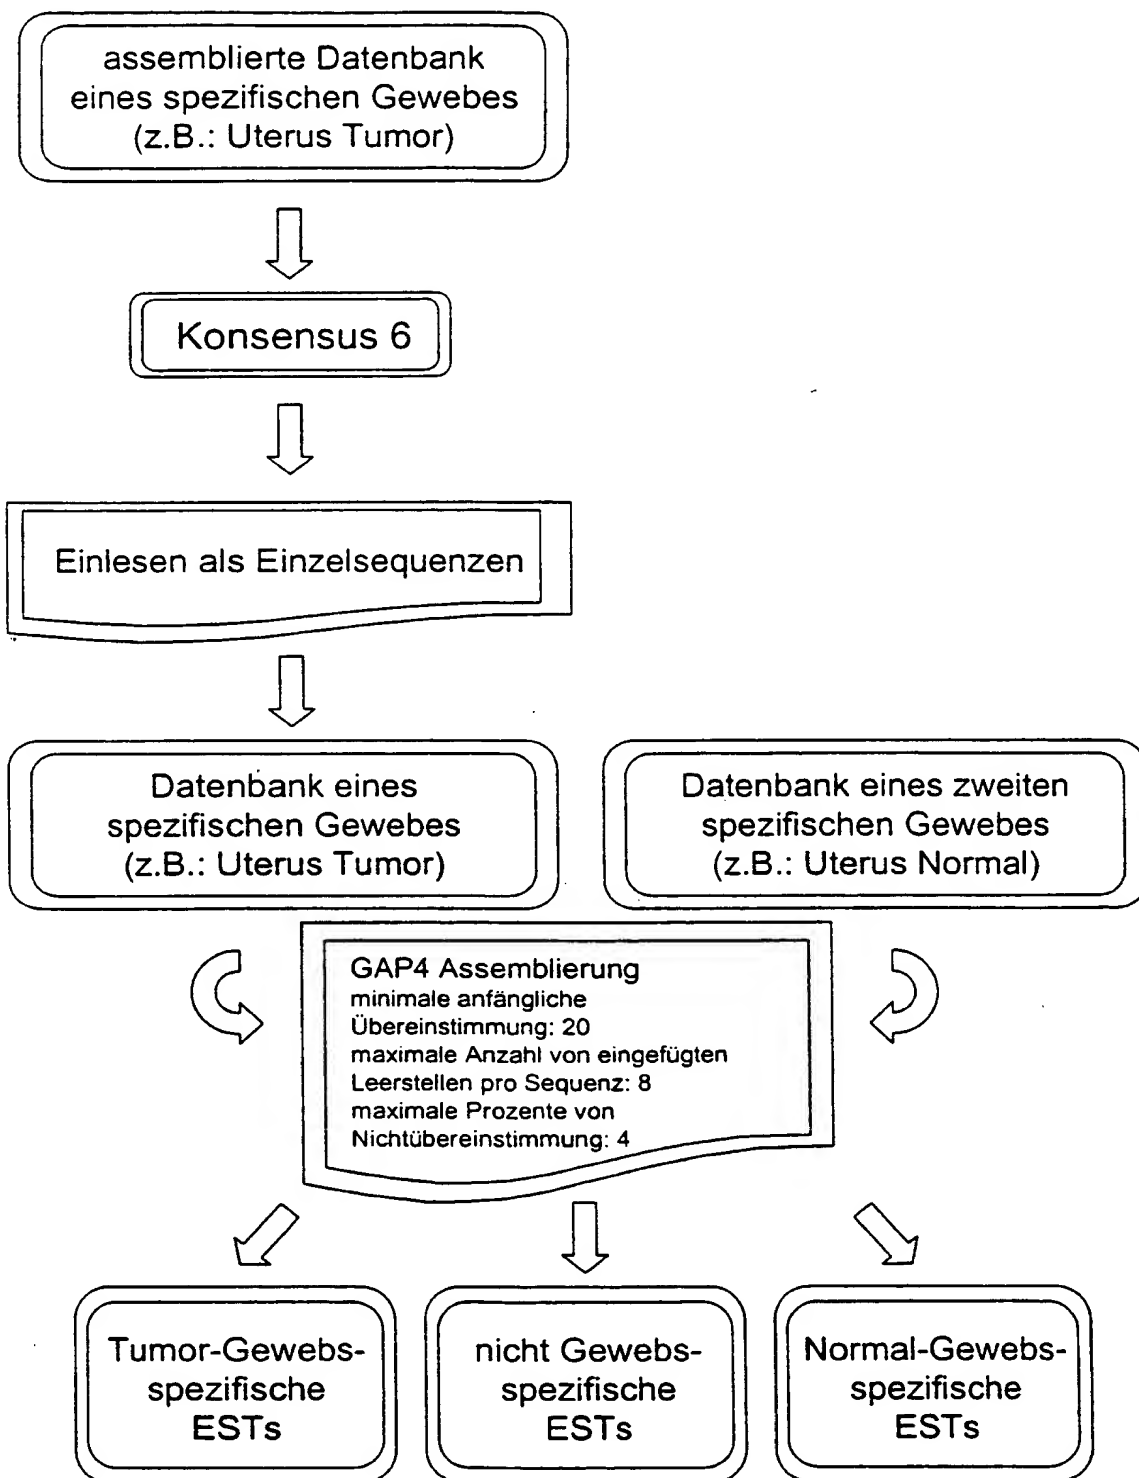 assemblierte Datenbank
eines spezifischen Gewebes
(z.B.: Uterus Tumor)
Konsensus 6
Einlesen als Einzelsequenzen
Datenbank eines
spezifischen Gewebes
(z.B.: Uterus Tumor)
Datenbank eines zweiten
spezifischen Gewebes
(z.B.: Uterus Normal)
GAP4 Assemblierung
minimale anfängliche
Übereinstimmung: 20
maximale Anzahl von eingefügten
Leerstellen pro Sequenz: 8
maximale Prozente von
Nichtübereinstimmung: 4
Tumor-Gewebs-
spezifische
ESTs
nicht Gewebs-
spezifische
ESTs
Normal-Gewebs-
spezifische
ESTs